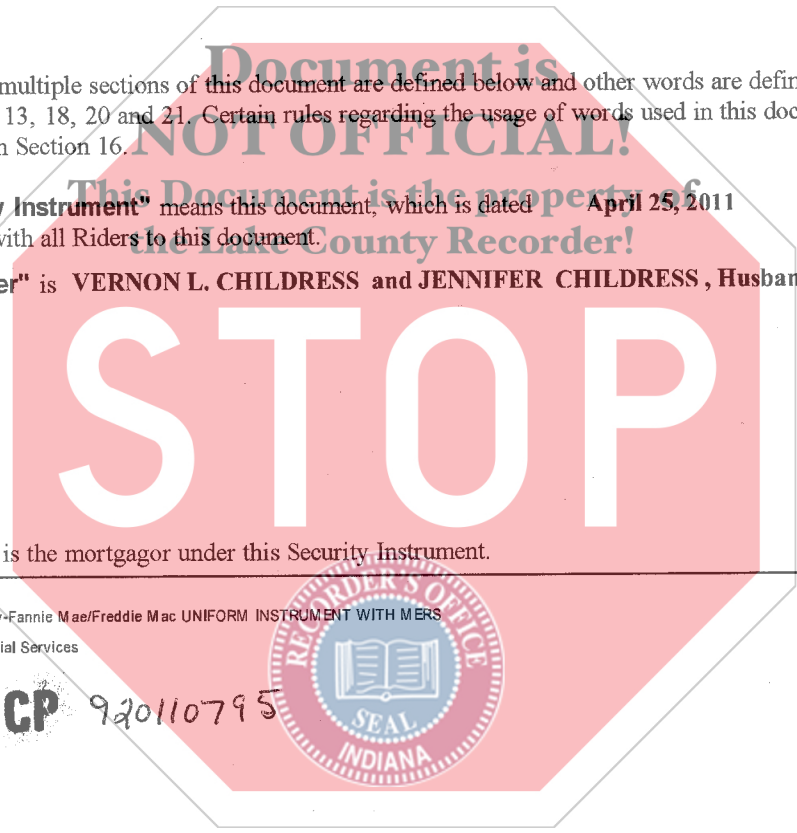 Document is
multiple sections of this document are defined below and other words are defin
13, 18, 20 and 21. Certain rules regarding the usage of words used in this doc
n Section 16.
NOT OFFICIAL!
This Document is the property of
y Instrument" means this document, which is dated April 25, 2011
with all Riders to this document.
the Lake County Recorder!
er" is VERNON L. CHILDRESS and JENNIFER CHILDRESS , Husban
STOP
is the mortgagor under this Security Instrument.
y-Fannie Mae/Freddie Mac UNIFORM INSTRUMENT WITH MERS
ial Services
CP 920110795
RECORDER'S OFFICE
SEAL
INDIANA